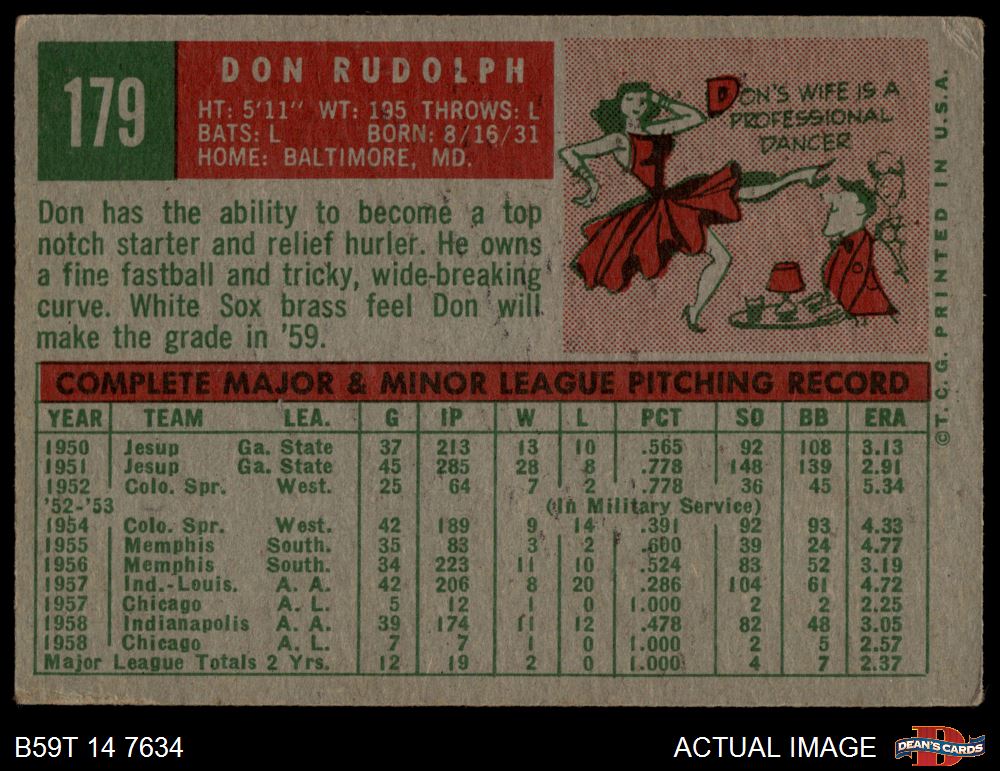 179
DON RUDOLPH
HT: 5'11" WT: 195 THROWS: L
BATS: L BORN: 8/16/31
HOME: BALTIMORE, MD.
DON'S WIFE IS A
PROFESSIONAL
DANCER
Don has the ability to become a top
notch starter and relief hurler. He owns
a fine fastball and tricky, wide-breaking
curve. White Sox brass feel Don will
make the grade in '59.
© T. C. G. PRINTED IN U.S.A.
COMPLETE MAJOR & MINOR LEAGUE PITCHING RECORD
YEAR TEAM LEA. G IP W L PCT SO BB ERA
1950 Jesup Ga. State 37 213 13 10 .565 92 108 3.13
1951 Jesup Ga. State 45 285 28 8 .778 148 139 2.91
1952 Colo. Spr. West. 25 64 7 2 .778 36 45 5.34
'52-'53 (In Military Service)
1954 Colo. Spr. West. 42 189 9 14 .391 92 93 4.33
1955 Memphis South. 35 83 3 2 .600 39 24 4.77
1956 Memphis South. 34 223 11 10 .524 83 52 3.19
1957 Ind.-Louis. A. A. 42 206 8 20 .286 104 61 4.72
1957 Chicago A. L. 5 12 1 0 1.000 2 2 2.25
1958 Indianapolis A. A. 39 174 11 12 .478 82 48 3.05
1958 Chicago A. L. 7 7 1 0 1.000 2 5 2.57
Major League Totals 2 Yrs. 12 19 2 0 1.000 4 7 2.37
B59T 14 7634
ACTUAL IMAGE
DEAN'S CARDS